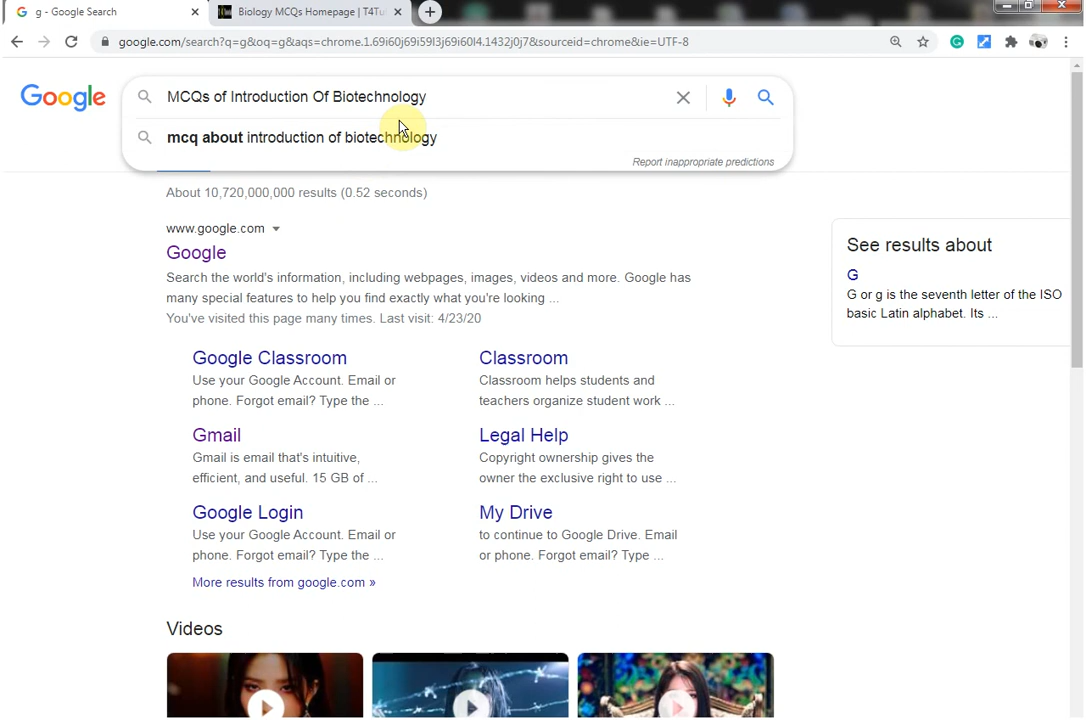 g - Google Search
Biology MCQs Homepage | T4Tu
google.com/search?q=g&oq=g&aqs=chrome.1.69i60j69i59l3j69i60l4.1432j0j7&sourceid=chrome&ie=UTF-8
Google
MCQs of Introduction Of Biotechnology
mcq about introduction of biotechnology
Report inappropriate predictions
About 10,720,000,000 results (0.52 seconds)
www.google.com
Google
Search the world's information, including webpages, images, videos and more. Google has
many special features to help you find exactly what you're looking ...
You've visited this page many times. Last visit: 4/23/20
See results about
G
G or g is the seventh letter of the ISO
basic Latin alphabet. Its ...
Google Classroom
Use your Google Account. Email or
phone. Forgot email? Type the ...
Classroom
Classroom helps students and
teachers organize student work ...
Gmail
Gmail is email that's intuitive,
efficient, and useful. 15 GB of ...
Legal Help
Copyright ownership gives the
owner the exclusive right to use ...
Google Login
Use your Google Account. Email or
phone. Forgot email? Type the ...
My Drive
to continue to Google Drive. Email
or phone. Forgot email? Type ...
More results from google.com »
Videos